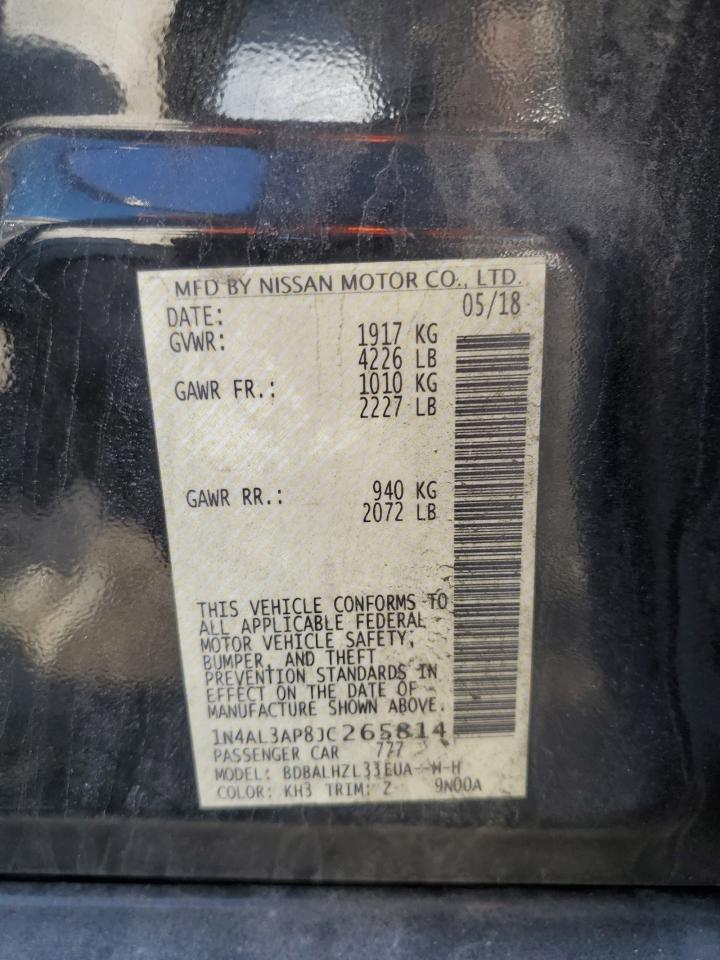 MFD BY NISSAN MOTOR CO., LTD.
DATE: 05/18
GVWR: 1917 KG
4226 LB
GAWR FR.: 1010 KG
2227 LB
GAWR RR.: 940 KG
2072 LB
THIS VEHICLE CONFORMS TO
ALL APPLICABLE FEDERAL
MOTOR VEHICLE SAFETY,
BUMPER, AND THEFT
PREVENTION STANDARDS IN
EFFECT ON THE DATE OF
MANUFACTURE SHOWN ABOVE.
1N4AL3AP8JC265814
PASSENGER CAR 777
MODEL: BDBALHZL33EUA--H-H
COLOR: KH3 TRIM: Z 9N00A